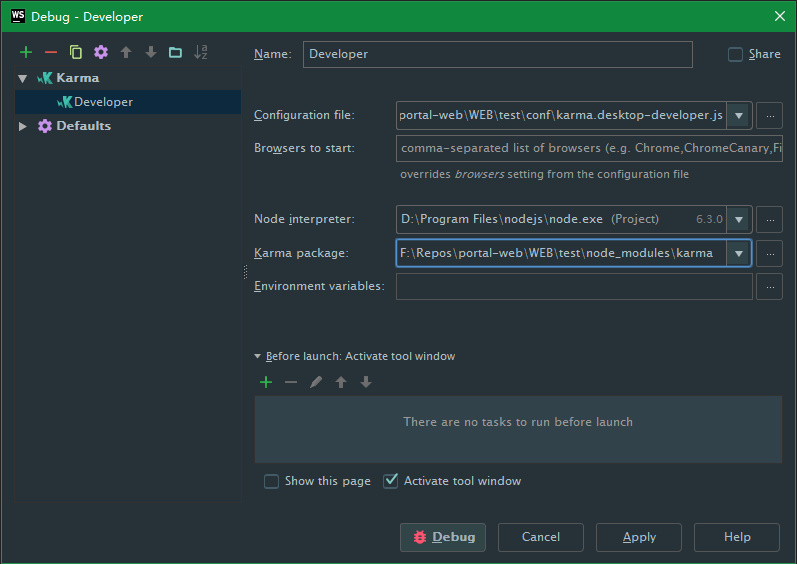 WS Debug - Developer
Name: Developer Share
Karma
Developer
Defaults
Configuration file: portal-web\WEB\test\conf\karma.desktop-developer.js ...
Browsers to start: comma-separated list of browsers (e.g. Chrome,ChromeCanary,Fi
overrides browsers setting from the configuration file
Node interpreter: D:\Program Files\nodejs\node.exe (Project) 6.3.0 ...
Karma package: F:\Repos\portal-web\WEB\test\node_modules\karma ...
Environment variables: ...
Before launch: Activate tool window
There are no tasks to run before launch
Show this page Activate tool window
Debug Cancel Apply Help